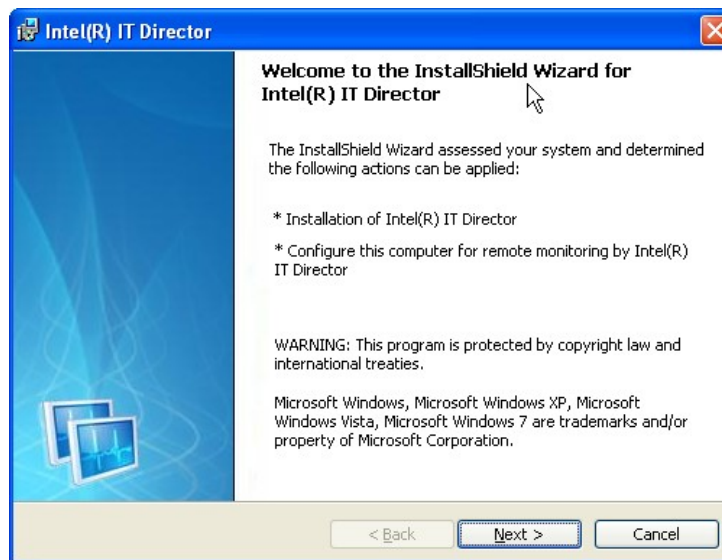 Intel(R) IT Director
Welcome to the InstallShield Wizard for
Intel(R) IT Director
The InstallShield Wizard assessed your system and determined
the following actions can be applied:
* Installation of Intel(R) IT Director
* Configure this computer for remote monitoring by Intel(R)
IT Director
WARNING: This program is protected by copyright law and
international treaties.
Microsoft Windows, Microsoft Windows XP, Microsoft
Windows Vista, Microsoft Windows 7 are trademarks and/or
property of Microsoft Corporation.
< Back Next > Cancel